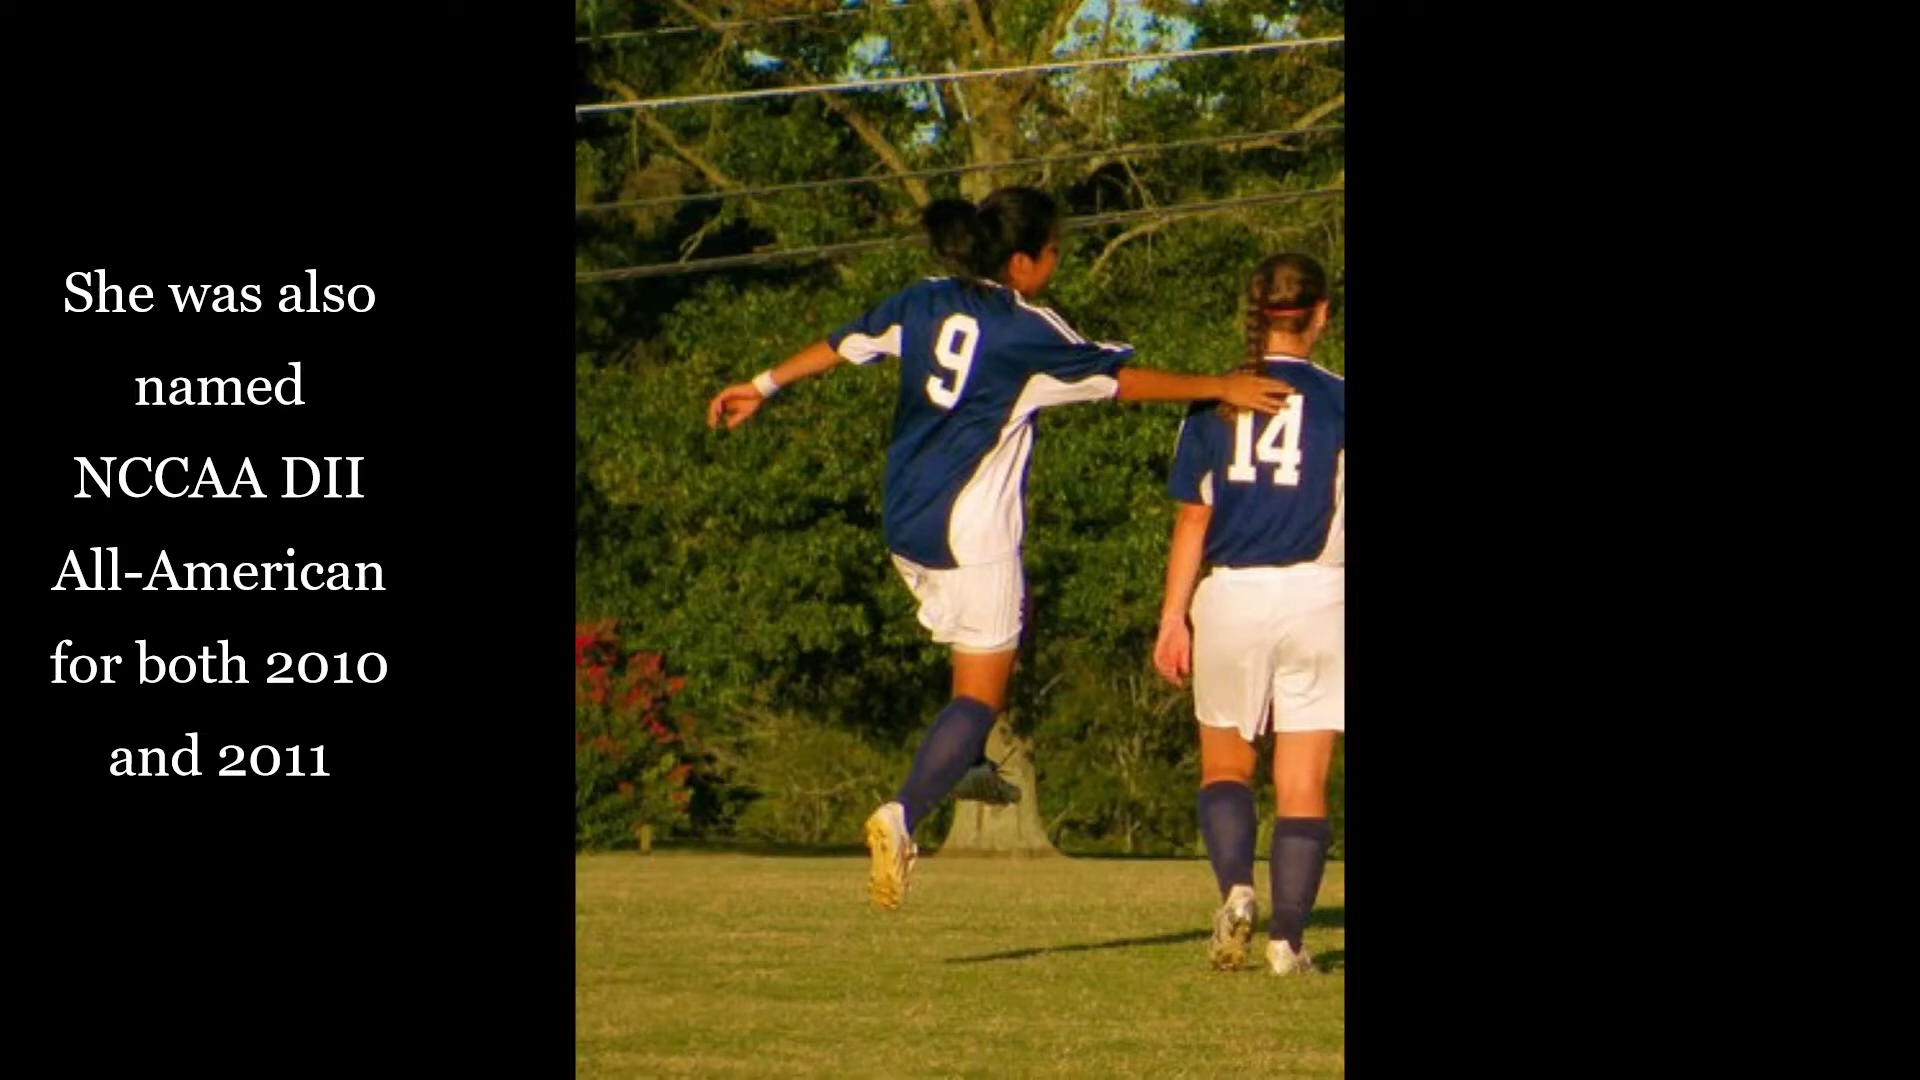 She was also
named
NCCAA DII
All-American
for both 2010
and 2011
9
14